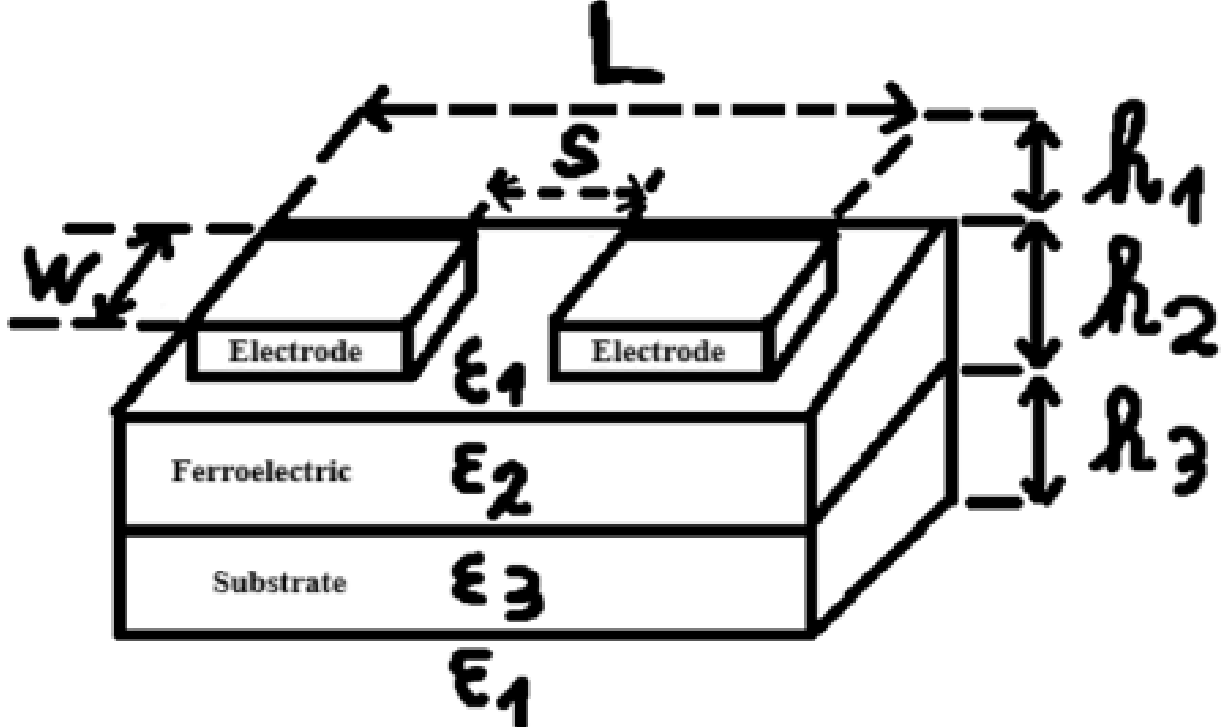 L
S
h1
W
h2
Electrode Electrode
ε1
h3
Ferroelectric ε2
Substrate ε3
ε1